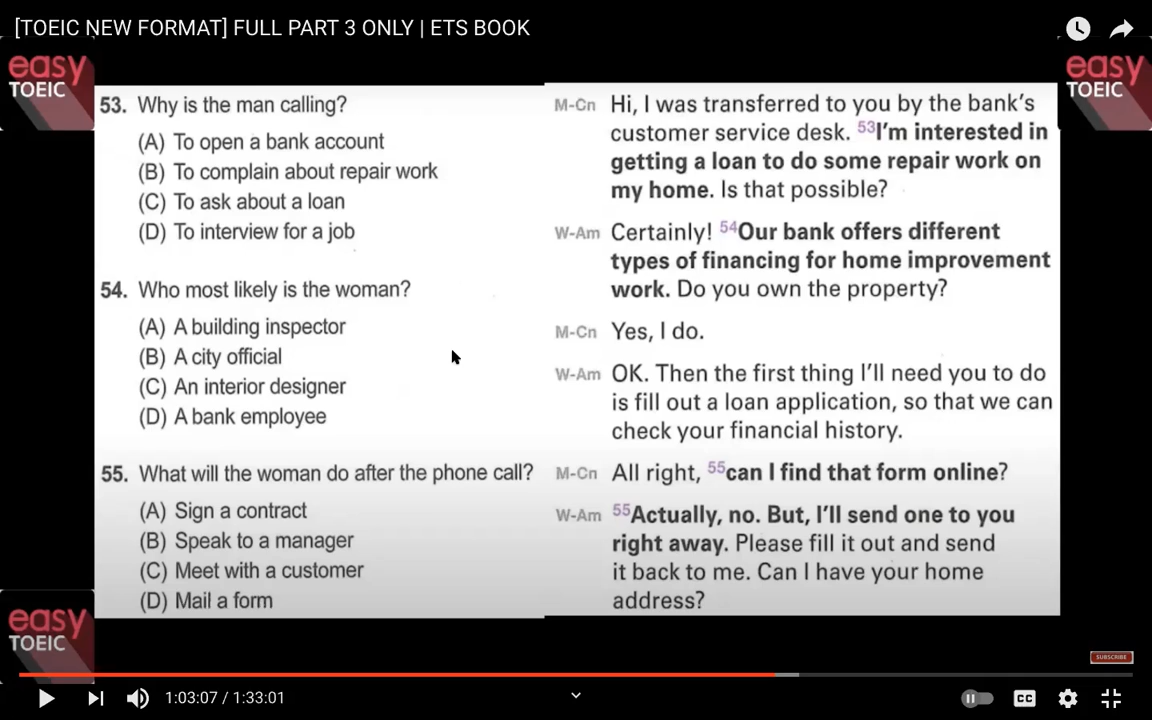 [TOEIC NEW FORMAT] FULL PART 3 ONLY | ETS BOOK
easy
TOEIC
easy
TOEIC
53. Why is the man calling?
(A) To open a bank account
(B) To complain about repair work
(C) To ask about a loan
(D) To interview for a job
54. Who most likely is the woman?
(A) A building inspector
(B) A city official
(C) An interior designer
(D) A bank employee
55. What will the woman do after the phone call?
(A) Sign a contract
(B) Speak to a manager
(C) Meet with a customer
(D) Mail a form
M-Cn Hi, I was transferred to you by the bank's
customer service desk. 53I'm interested in
getting a loan to do some repair work on
my home. Is that possible?
W-Am Certainly! 54Our bank offers different
types of financing for home improvement
work. Do you own the property?
M-Cn Yes, I do.
W-Am OK. Then the first thing I'll need you to do
is fill out a loan application, so that we can
check your financial history.
M-Cn All right, 55can I find that form online?
W-Am 55Actually, no. But, I'll send one to you
right away. Please fill it out and send
it back to me. Can I have your home
address?
easy
TOEIC
SUBSCRIBE
1:03:07 / 1:33:01
CC